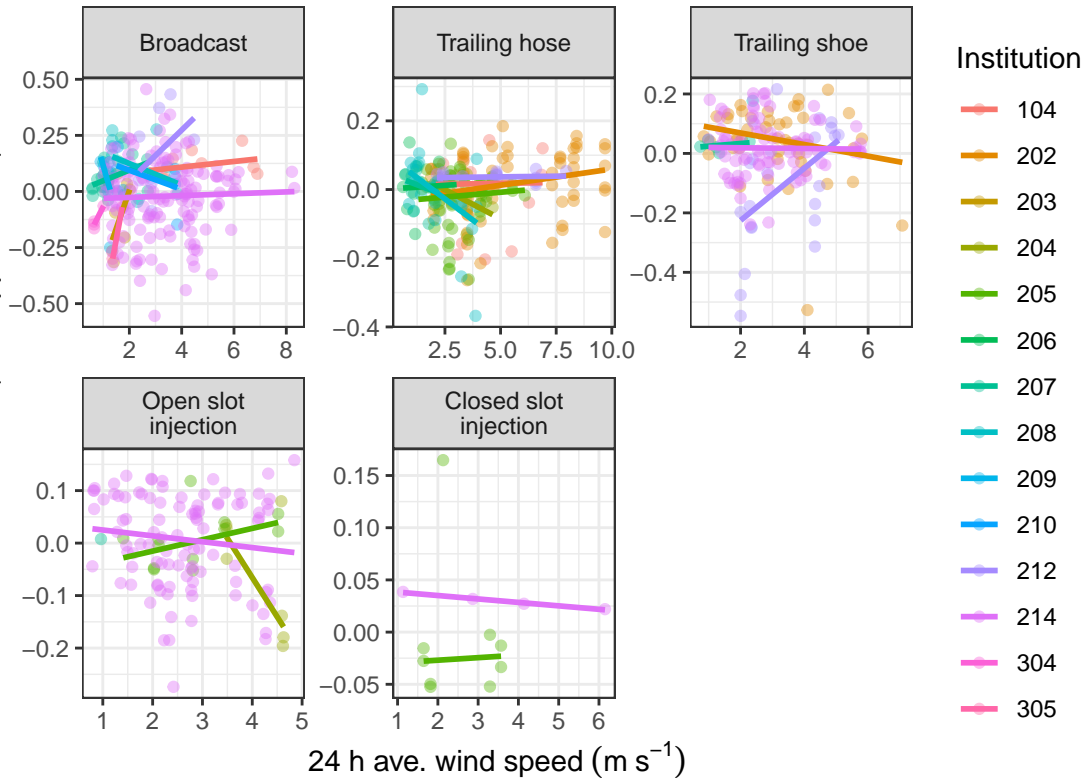 Broadcast
Trailing hose
Trailing shoe
0.50
0.25
0.00
−0.25
−0.50
2 4 6 8
0.2
0.0
−0.2
−0.4
2.5 5.0 7.5 10.0
0.2
0.0
−0.2
−0.4
2 4 6
Open slot
injection
Closed slot
injection
0.1
0.0
−0.1
−0.2
1 2 3 4 5
0.15
0.10
0.05
0.00
−0.05
1 2 3 4 5 6
24 h ave. wind speed (m s⁻¹)
Institution
104
202
203
204
205
206
207
208
209
210
212
214
304
305